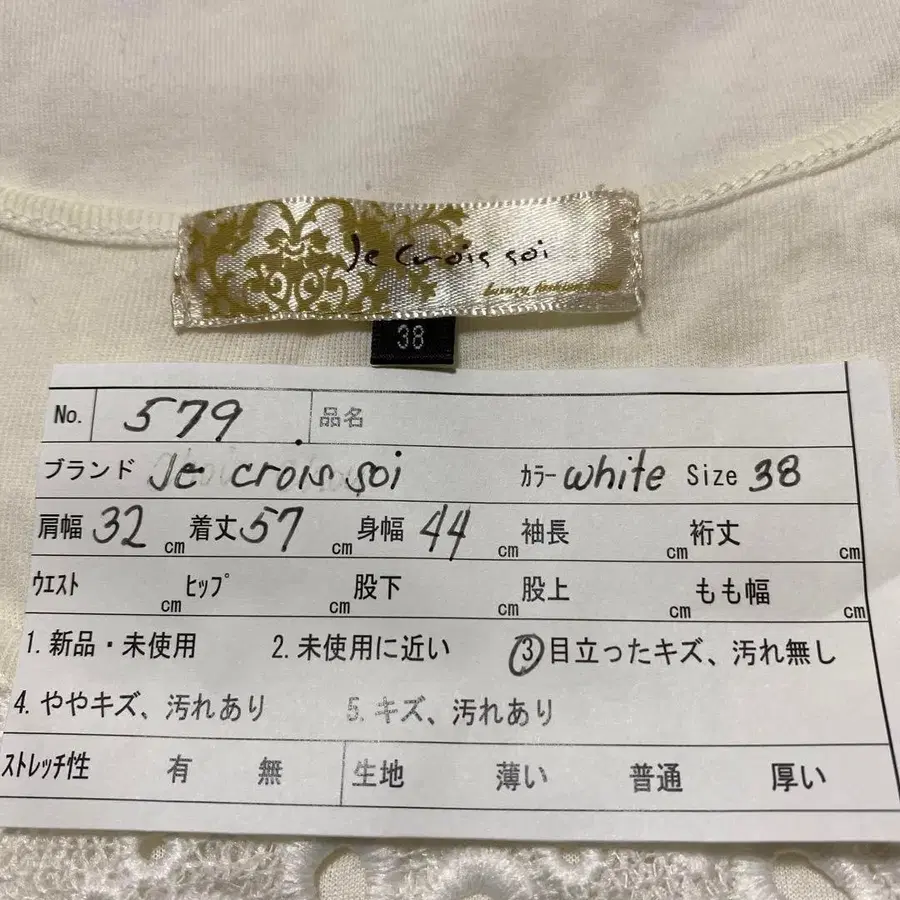 Je Crois soi
luxury fashion
38
No. 579. 品名
ブランド Je crois soi カラー white Size 38
肩幅 32 cm 着丈 57 cm 身幅 44 cm 袖長 cm 裄丈 cm
ウエスト cm ヒップ cm 股下 cm 股上 cm もも幅 cm
1. 新品・未使用 2. 未使用に近い ③目立ったキズ、汚れ無し
4. ややキズ、汚れあり 5. キズ、汚れあり
ストレッチ性 有 無 生地 薄い 普通 厚い